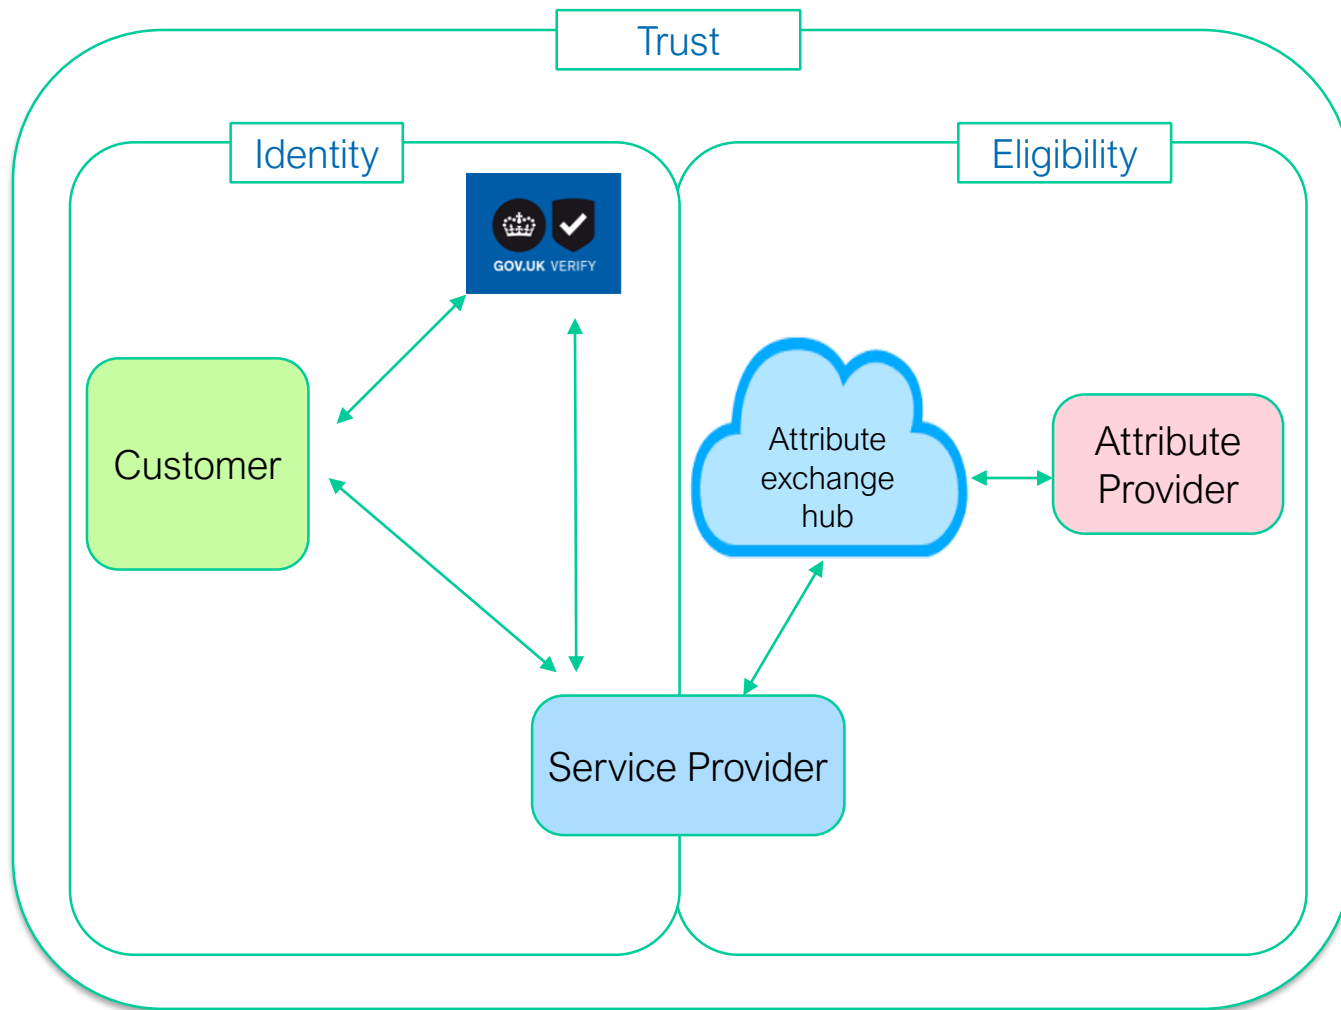 Trust
Identity
Eligibility
GOV.UK VERIFY
Customer
Attribute
exchange
hub
Attribute
Provider
Service Provider